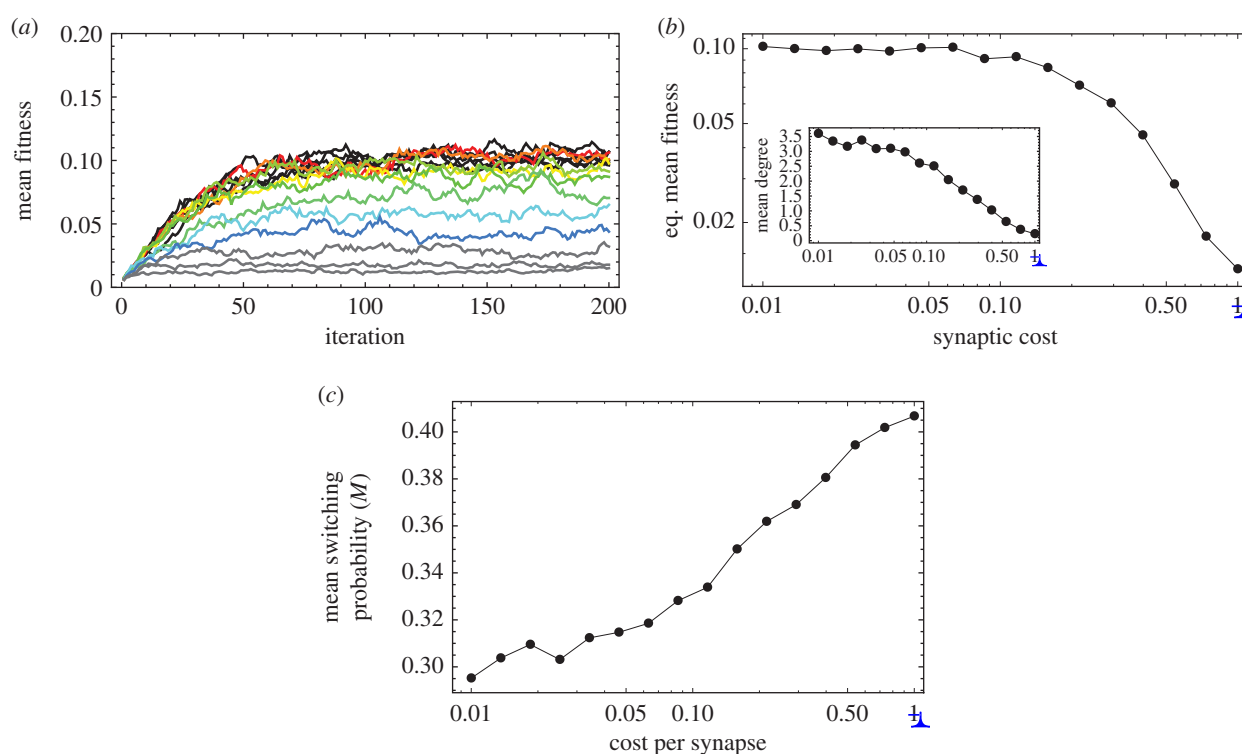 (a)
0.20
0.15
0.10
0.05
0
mean fitness
0 50 100 150 200
iteration
(b)
0.10
0.05
0.02
eq. mean fitness
3.5
3.0
2.5
2.0
1.5
1.0
0.5
0
mean degree
0.01 0.05 0.10 0.50 1
0.01 0.05 0.10 0.50 1
synaptic cost
(c)
0.40
0.38
0.36
0.34
0.32
0.30
mean switching
probability (M)
0.01 0.05 0.10 0.50 1
cost per synapse